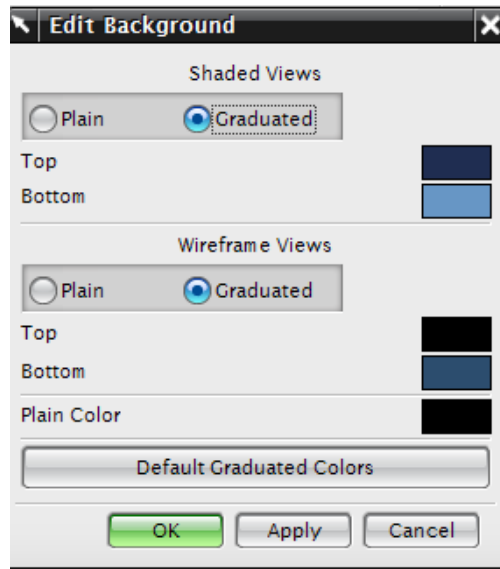 Edit Background
Shaded Views
Plain Graduated
Top
Bottom
Wireframe Views
Plain Graduated
Top
Bottom
Plain Color
Default Graduated Colors
OK Apply Cancel